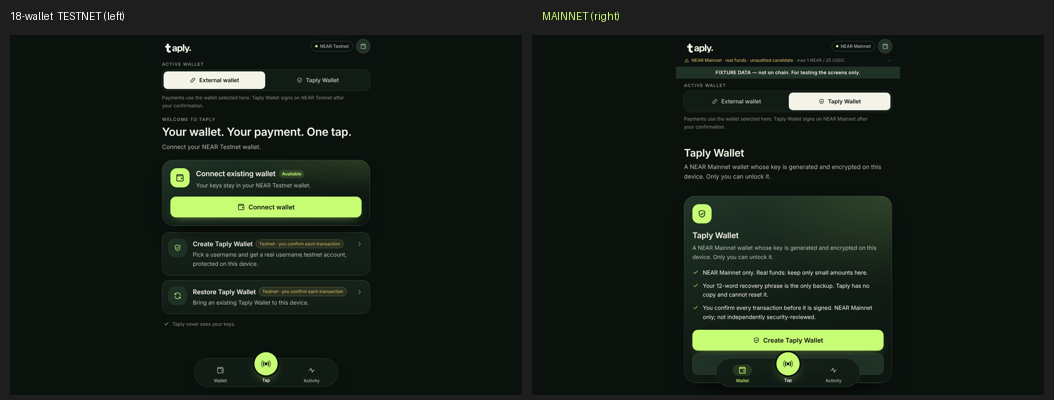 18-wallet TESTNET (left)
taply.
NEAR Testnet
ACTIVE WALLET
External wallet
Taply Wallet
Payments use the wallet selected here. Taply Wallet signs on NEAR Testnet after
your confirmation.
WELCOME TO TAPLY
Your wallet. Your payment. One tap.
Connect your NEAR Testnet wallet.
Connect existing wallet Available
Your keys stay in your NEAR Testnet wallet.
Connect wallet
Create Taply Wallet Testnet · you confirm each transaction
Pick a username and get a real username.testnet account,
protected on this device.
Restore Taply Wallet Testnet · you confirm each transaction
Bring an existing Taply Wallet to this device.
Taply never sees your keys.
Wallet
Tap
Activity
MAINNET (right)
taply.
NEAR Mainnet
NEAR Mainnet · real funds · unaudited candidate · max 1 NEAR / 25 USDC
FIXTURE DATA — not on chain. For testing the screens only.
ACTIVE WALLET
External wallet
Taply Wallet
Payments use the wallet selected here. Taply Wallet signs on NEAR Mainnet after
your confirmation.
Taply Wallet
A NEAR Mainnet wallet whose key is generated and encrypted on this
device. Only you can unlock it.
Taply Wallet
A NEAR Mainnet wallet whose key is generated and encrypted on this
device. Only you can unlock it.
NEAR Mainnet only. Real funds: keep only small amounts here.
Your 12-word recovery phrase is the only backup. Taply has no
copy and cannot reset it.
You confirm every transaction before it is signed. NEAR Mainnet
only; not independently security-reviewed.
Create Taply Wallet
Wallet
Tap
Activity